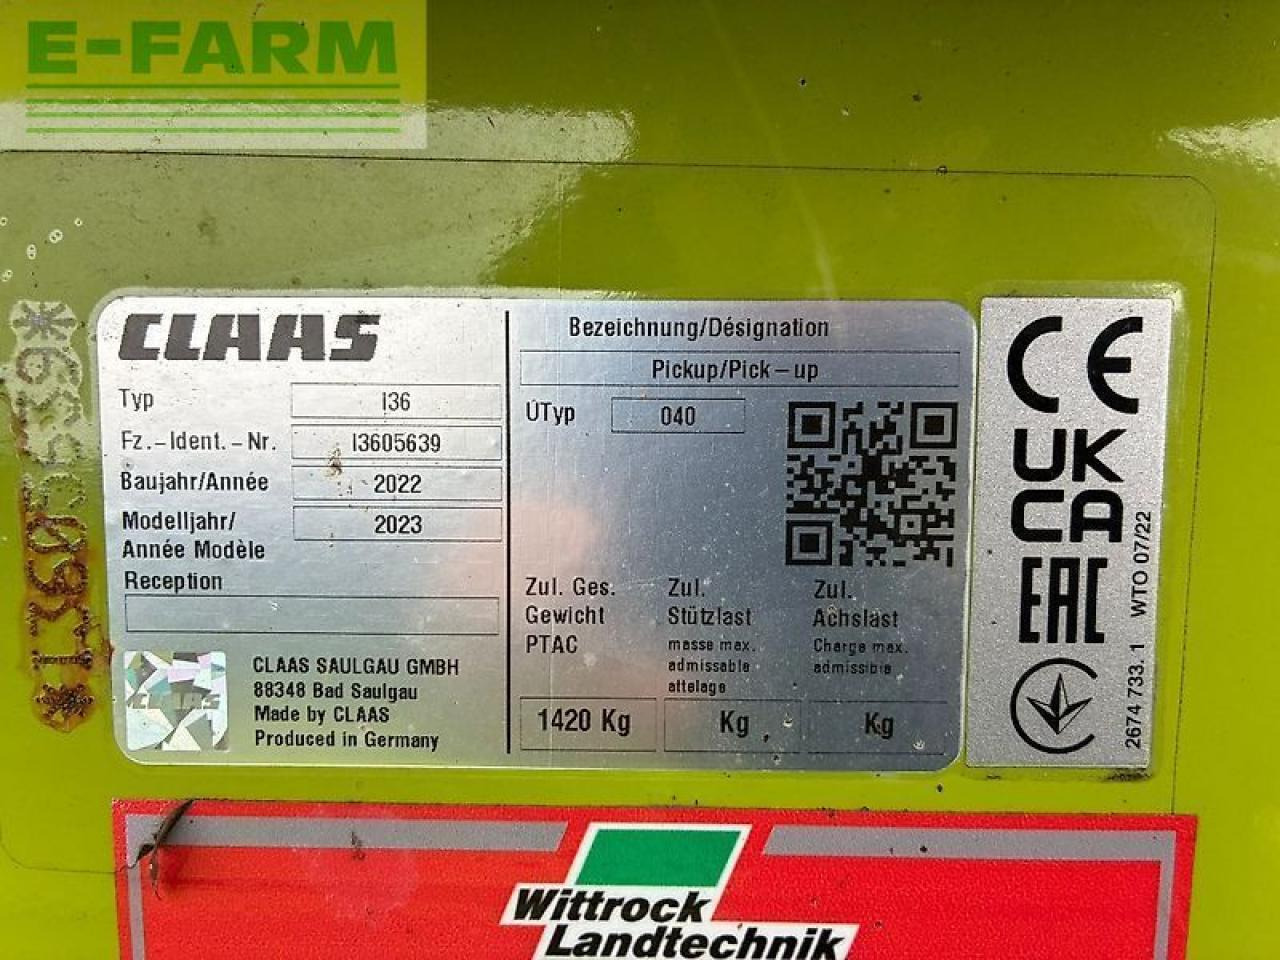 E-FARM
CLAAS
Typ I36
Fz.-Ident.-Nr. I3605639
Baujahr/Année 2022
Modelljahr/
Année Modèle 2023
Reception
CLAAS SAULGAU GMBH
88348 Bad Saulgau
Made by CLAAS
Produced in Germany
Bezeichnung/Désignation
Pickup/Pick-up
ÜTyp 040
Zul. Ges.
Gewicht
PTAC
1420 Kg
Zul.
Stützlast
masse max.
admissable
attelage
Kg
Zul.
Achslast
Charge max.
admissible
Kg
CE
UK
CA
EAC
2674 733. 1 WTO 07/22
*I3605639*
Wittrock
Landtechnik